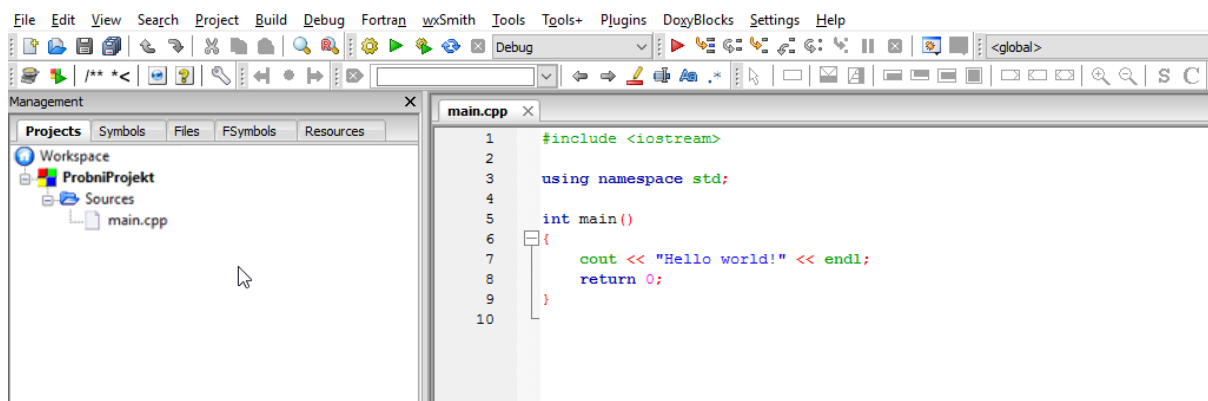 File Edit View Search Project Build Debug Fortran wxSmith Tools Tools+ Plugins DoxyBlocks Settings Help
Debug <global>
/** *< .* S C
Management
Projects Symbols Files FSymbols Resources
Workspace
ProbniProjekt
Sources
main.cpp
main.cpp
1 #include <iostream>
2
3 using namespace std;
4
5 int main()
6 {
7 cout << "Hello world!" << endl;
8 return 0;
9 }
10